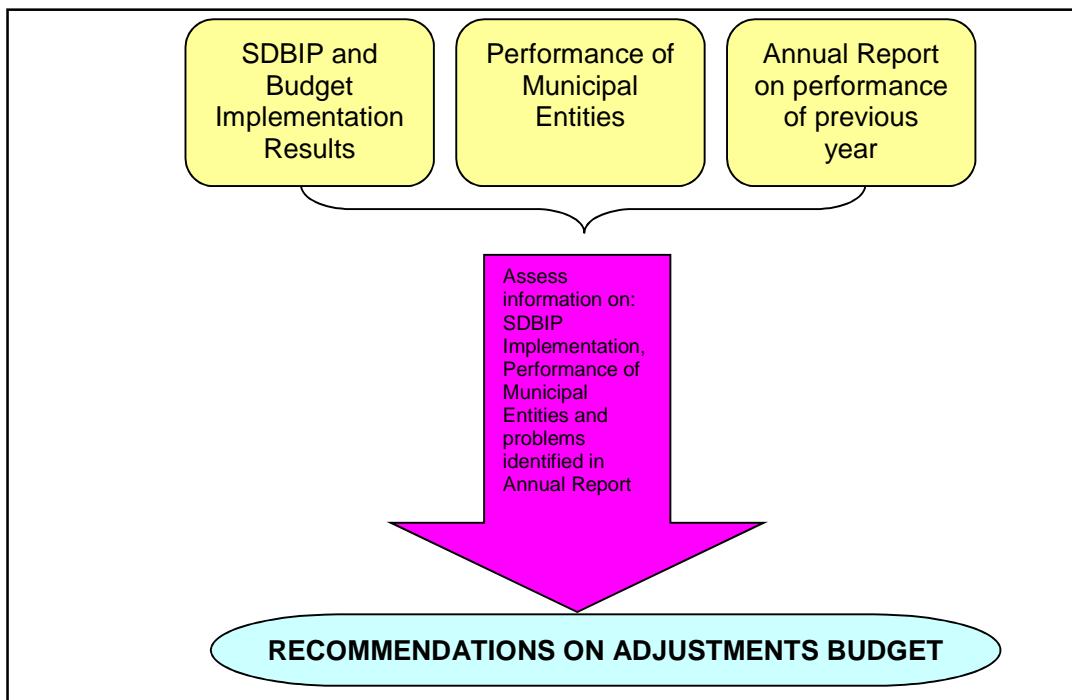 SDBIP and
Budget
Implementation
Results
Performance of
Municipal
Entities
Annual Report
on performance
of previous
year
Assess
information on:
SDBIP
Implementation,
Performance of
Municipal
Entities and
problems
identified in
Annual Report
RECOMMENDATIONS ON ADJUSTMENTS BUDGET